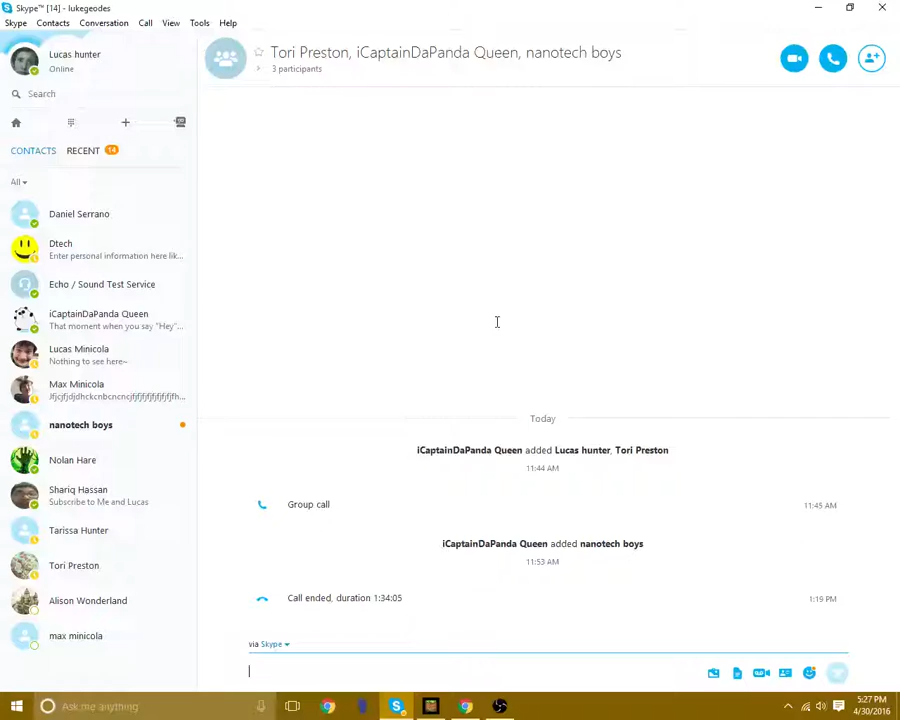 Skype™ [14] - lukegeodes
Skype Contacts Conversation Call View Tools Help
Lucas hunter
Online
Search
CONTACTS RECENT 14
All
Daniel Serrano
Dtech
Enter personal information here lik...
Echo / Sound Test Service
iCaptainDaPanda Queen
That morment when you say "Hey"...
Lucas Minicola
Nothing to see here~
Max Minicola
nanotech boys
Nolan Hare
Shariq Hassan
Subscribe to Me and Lucas
Tarissa Hunter
Tori Preston
Alison Wonderland
max minicola
Tori Preston, iCaptainDaPanda Queen, nanotech boys
3 participants
Today
iCaptainDaPanda Queen added Lucas hunter, Tori Preston
11:44 AM
Group call 11:45 AM
iCaptainDaPanda Queen added nanotech boys
11:53 AM
Call ended, duration 1:34:05 1:19 PM
via Skype
Ask me anything
5:27 PM
4/30/2016